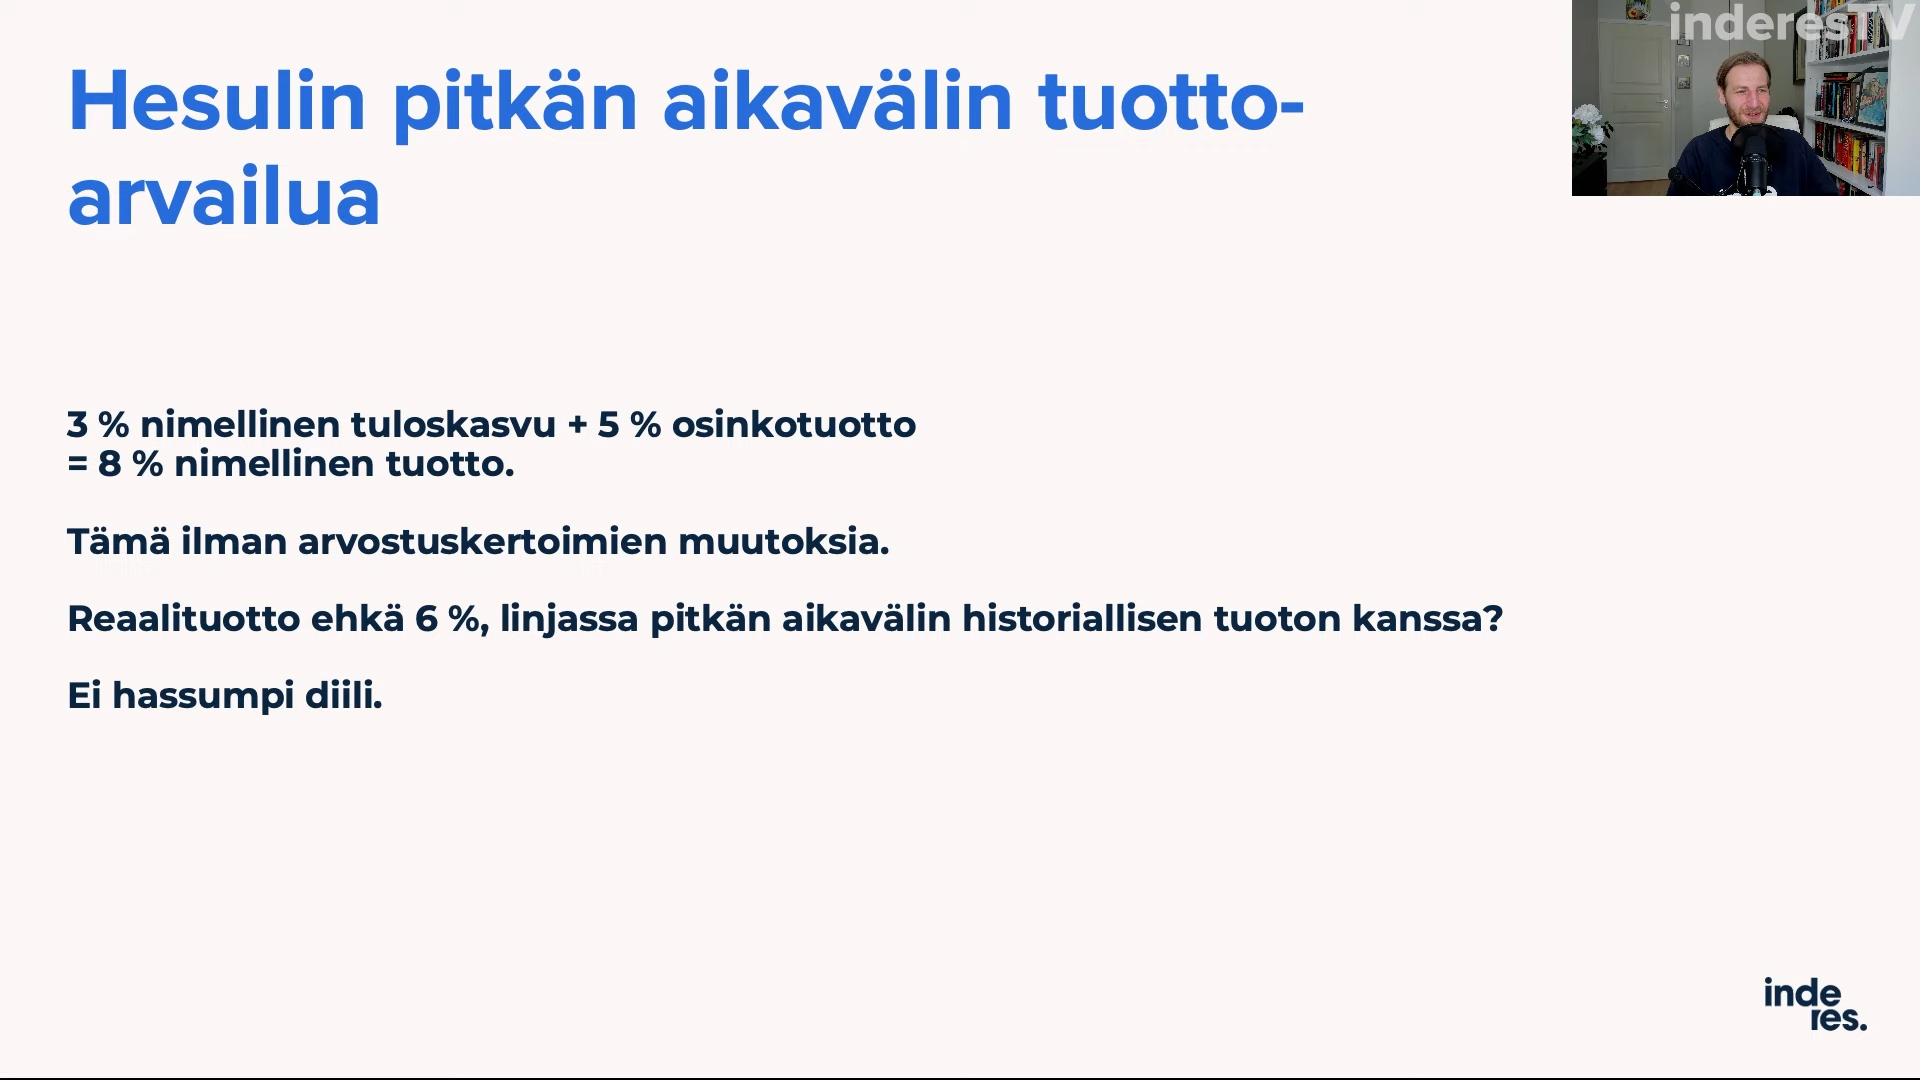 inderesTV
Hesulin pitkän aikavälin tuotto-
arvailua
3 % nimellinen tuloskasvu + 5 % osinkotuotto
= 8 % nimellinen tuotto.
Tämä ilman arvostuskertoimien muutoksia.
Reaalituotto ehkä 6 %, linjassa pitkän aikavälin historiallisen tuoton kanssa?
Ei hassumpi diili.
inde
res.